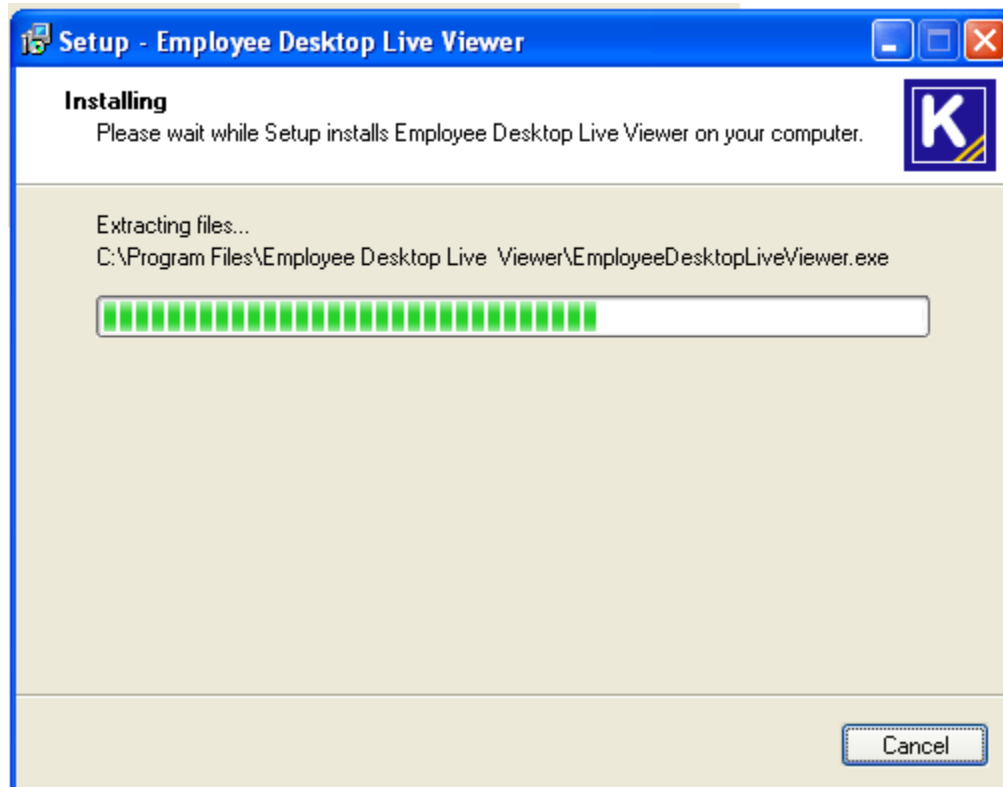 Setup - Employee Desktop Live Viewer
Installing
Please wait while Setup installs Employee Desktop Live Viewer on your computer.
K
Extracting files...
C:\Program Files\Employee Desktop Live  Viewer\EmployeeDesktopLiveViewer.exe
Cancel